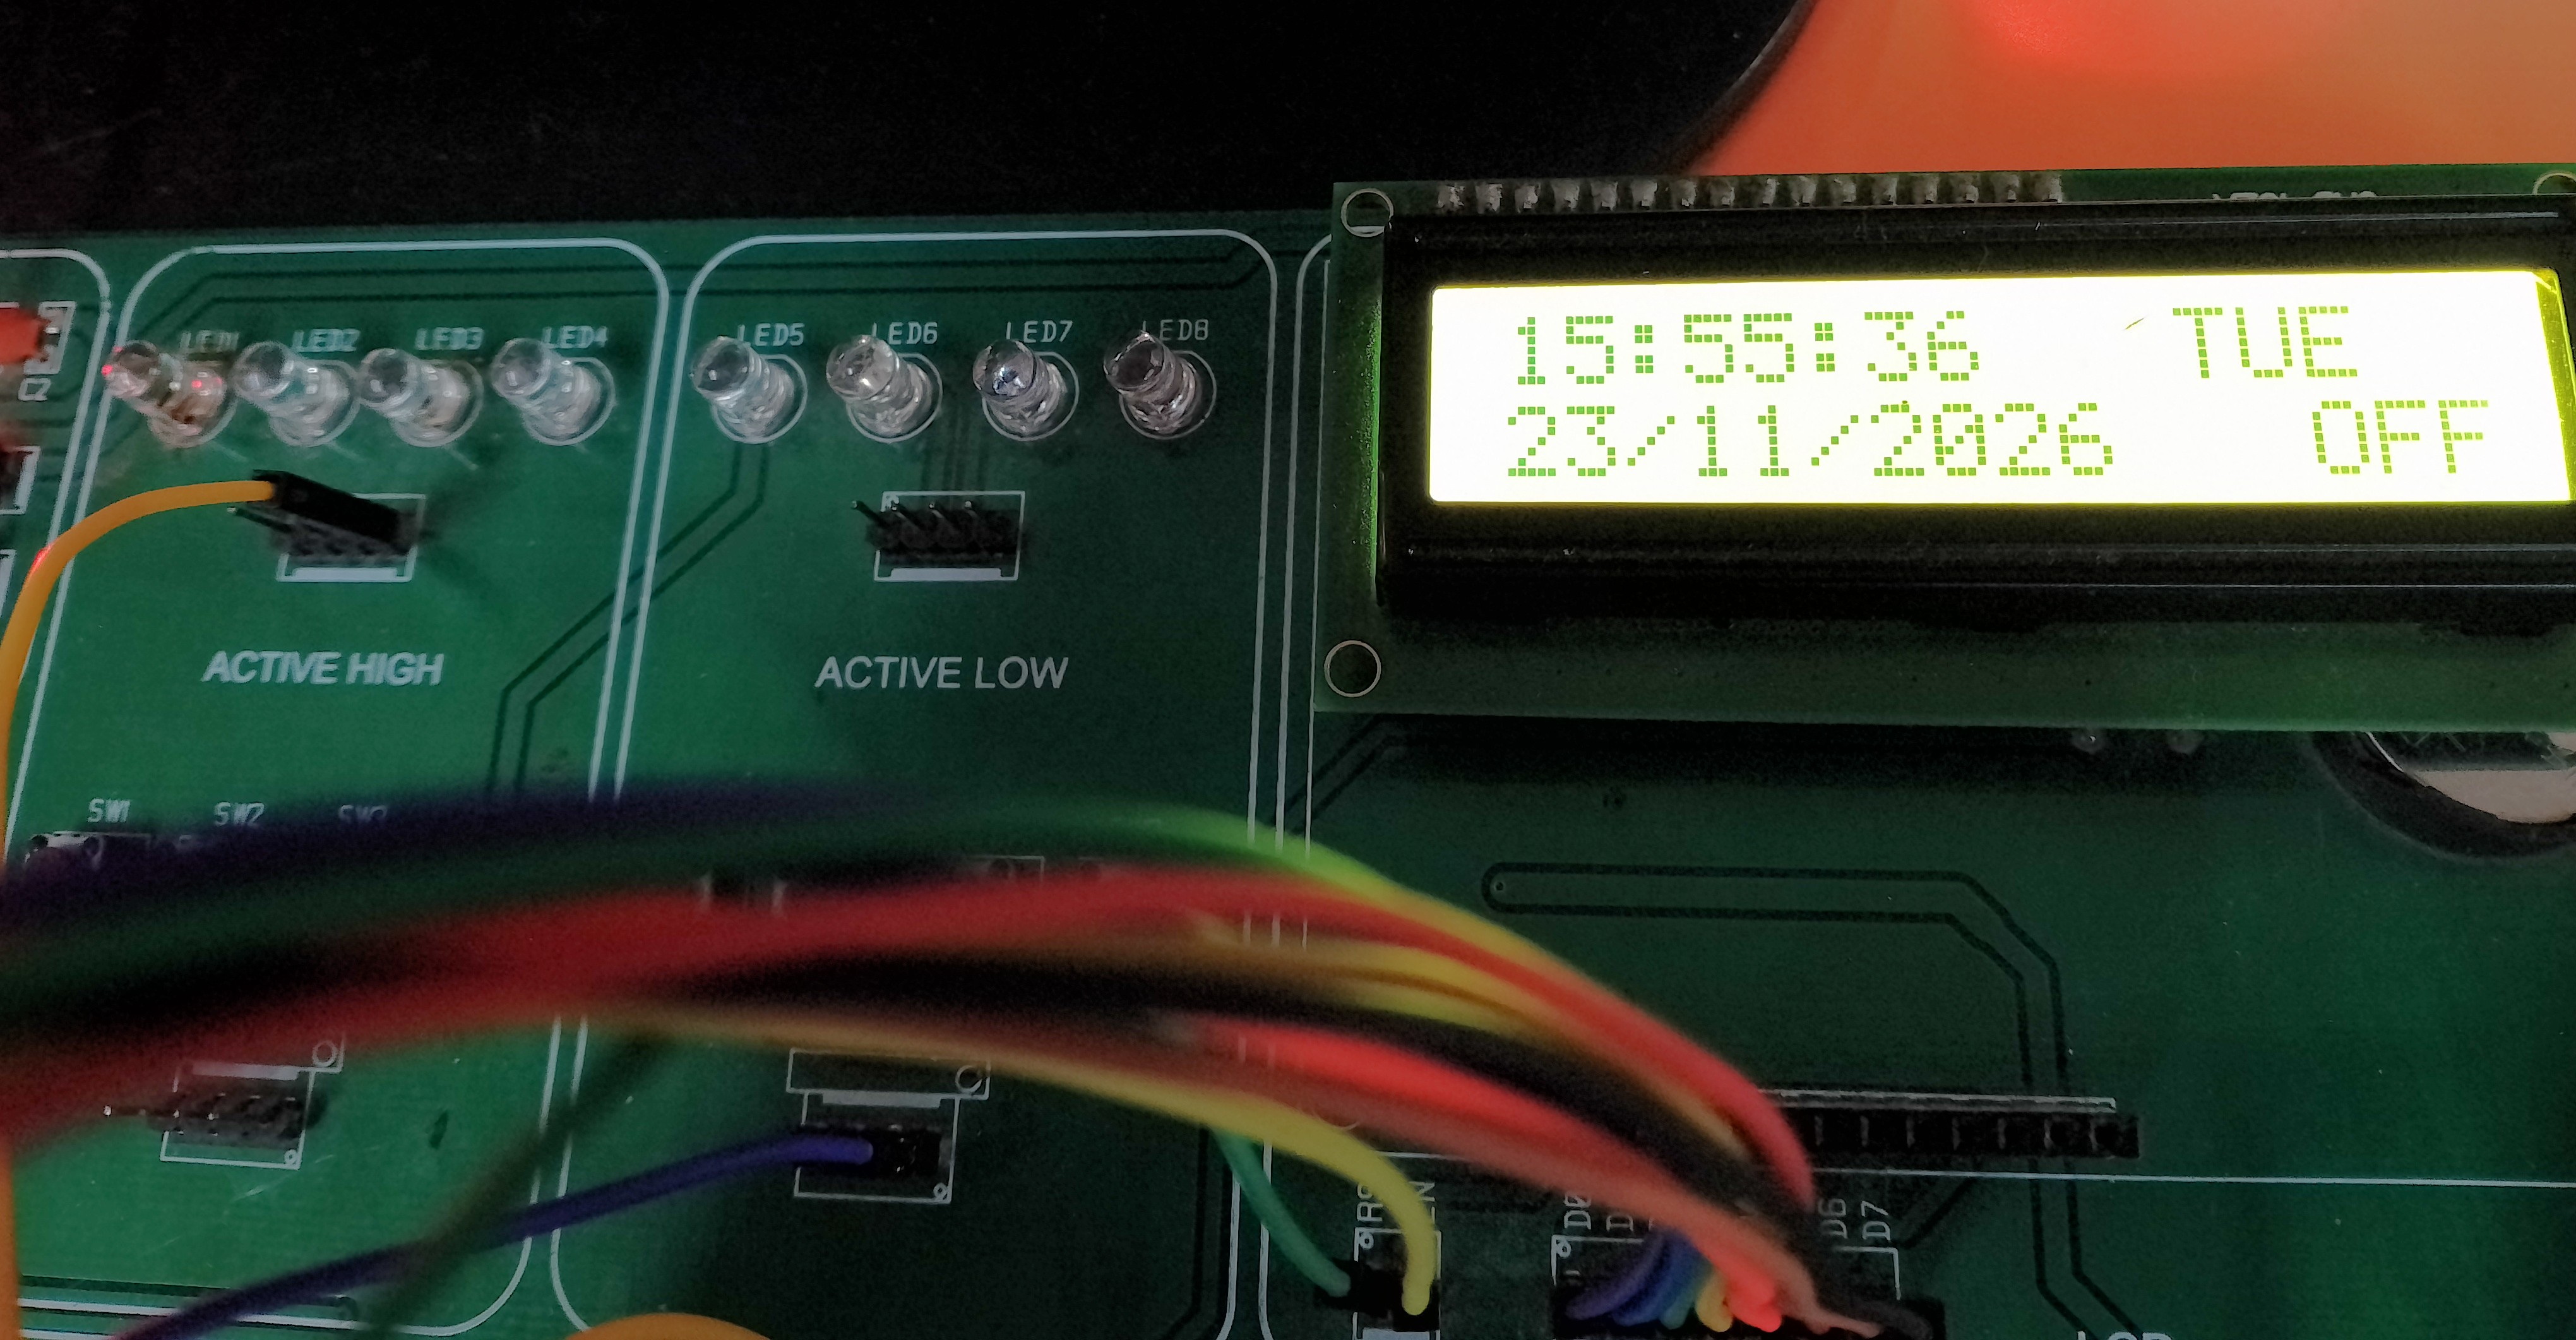 15:55:36 TUE
23/11/2026 OFF
LED1 LED2 LED3 LED4
LED5 LED6 LED7 LED8
C2
ACTIVE HIGH
ACTIVE LOW
SW1 SW2
D6
D7